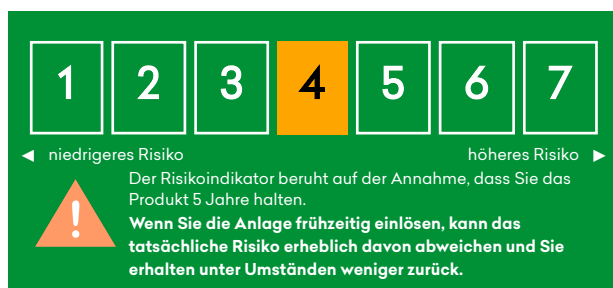 1 2 3 4 5 6 7
◀ niedrigeres Risiko höheres Risiko ▶
Der Risikoindikator beruht auf der Annahme, dass Sie das
Produkt 5 Jahre halten.
Wenn Sie die Anlage frühzeitig einlösen, kann das
tatsächliche Risiko erheblich davon abweichen und Sie
erhalten unter Umständen weniger zurück.
!